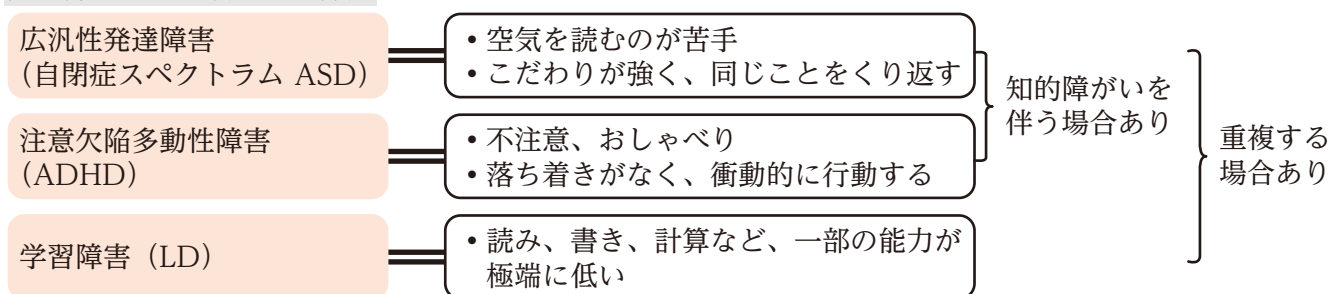 広汎性発達障害
（自閉症スペクトラム ASD）
• 空気を読むのが苦手
• こだわりが強く、同じことをくり返す
注意欠陥多動性障害
（ADHD）
• 不注意、おしゃべり
• 落ち着きがなく、衝動的に行動する
知的障がいを
伴う場合あり
学習障害（LD）
• 読み、書き、計算など、一部の能力が
極端に低い
重複する
場合あり